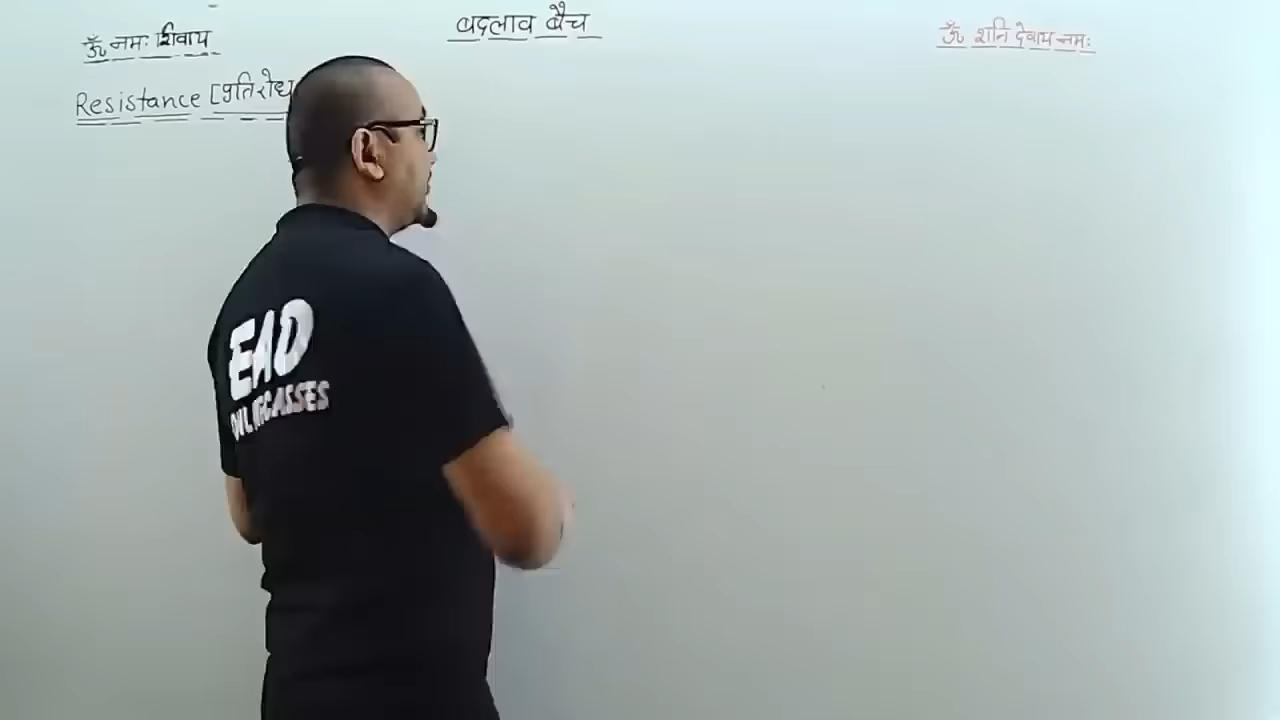 ॐ नमः शिवाय
बदलाव बैच
ॐ शनि देवाय नमः
Resistance [प्रतिरोध
EAD